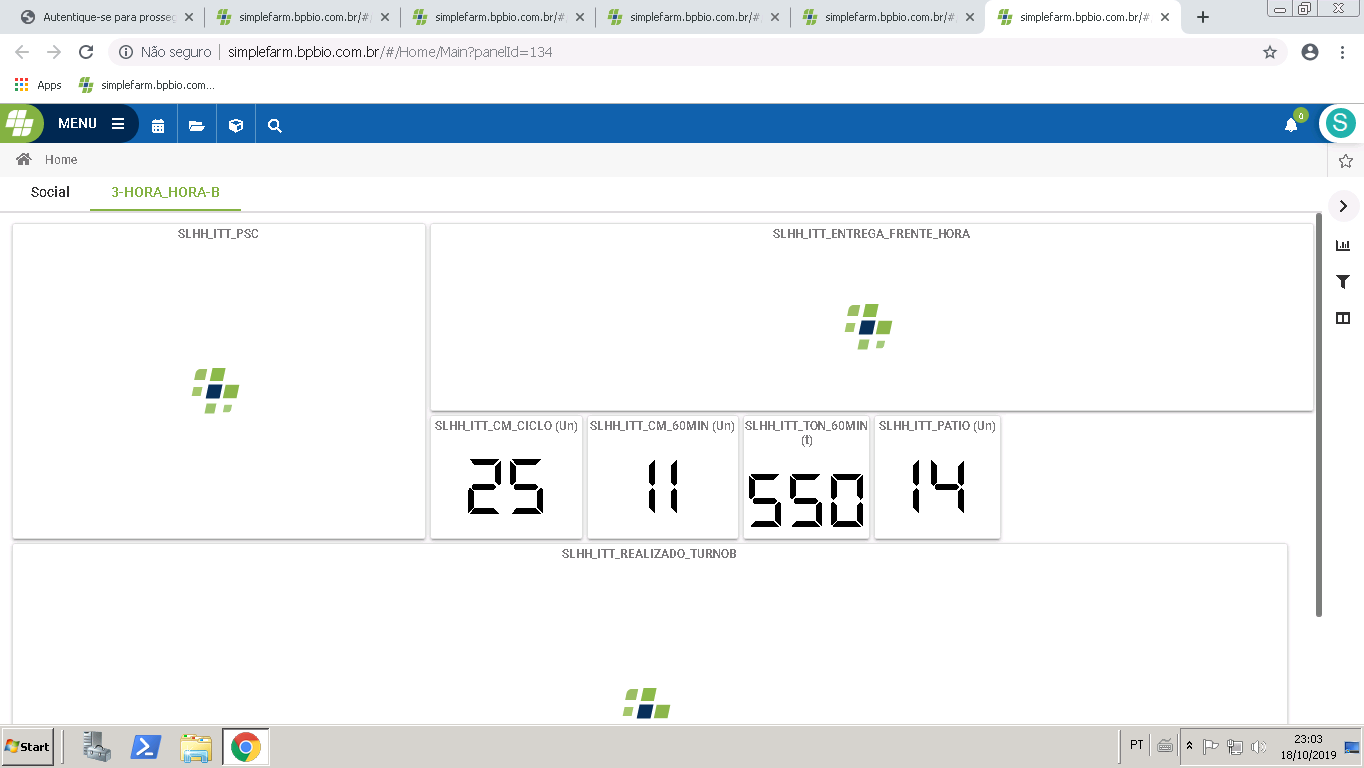 Autentique-se para prosseg
simplefarm.bpbio.com.br/#
simplefarm.bpbio.com.br/#
simplefarm.bpbio.com.br/#
simplefarm.bpbio.com.br/#
simplefarm.bpbio.com.br/#
Não seguro | simplefarm.bpbio.com.br/#/Home/Main?panelId=134
Apps
simplefarm.bpbio.com...
MENU
0
S
Home
Social
3-HORA_HORA-B
SLHH_ITT_PSC
SLHH_ITT_ENTREGA_FRENTE_HORA
SLHH_ITT_CM_CICLO (Un)
25
SLHH_ITT_CM_60MIN (Un)
11
SLHH_ITT_TON_60MIN
(t)
550
SLHH_ITT_PATIO (Un)
14
SLHH_ITT_REALIZADO_TURNOB
Start
PT
23:03
18/10/2019